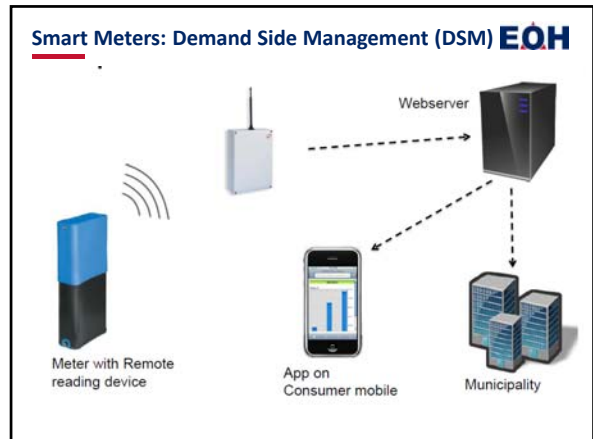 Smart Meters: Demand Side Management (DSM) EOH
Webserver
Meter with Remote
reading device
App on
Consumer mobile
Municipality